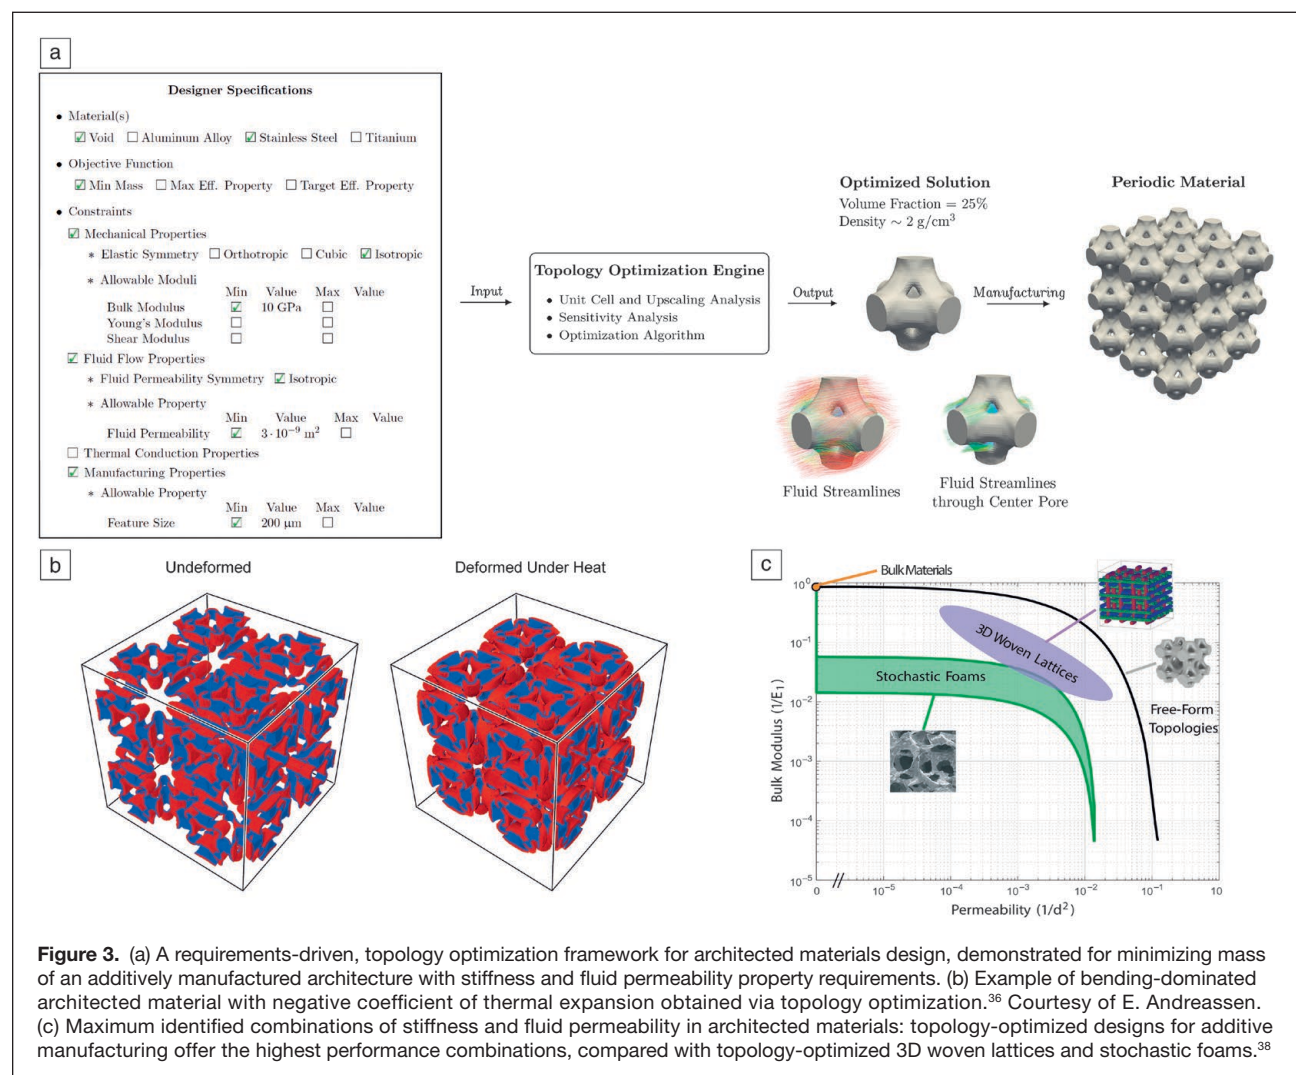 a
Designer Specifications
• Material(s)
Void Aluminum Alloy Stainless Steel Titanium
• Objective Function
Min Mass Max Eff. Property Target Eff. Property
• Constraints
Mechanical Properties
* Elastic Symmetry Orthotropic Cubic Isotropic
* Allowable Moduli
Min Value Max Value
Bulk Modulus 10 GPa
Young's Modulus
Shear Modulus
Fluid Flow Properties
* Fluid Permeability Symmetry Isotropic
* Allowable Property
Min Value Max Value
Fluid Permeability 3·10⁻⁹ m²
Thermal Conduction Properties
Manufacturing Properties
* Allowable Property
Min Value Max Value
Feature Size 200 μm
Input
Topology Optimization Engine
• Unit Cell and Upscaling Analysis
• Sensitivity Analysis
• Optimization Algorithm
Output
Optimized Solution
Volume Fraction = 25%
Density ~ 2 g/cm³
Manufacturing
Periodic Material
Fluid Streamlines
Fluid Streamlines
through Center Pore
b
Undeformed
Deformed Under Heat
c
Bulk Materials
3D Woven Lattices
Stochastic Foams
Free-Form
Topologies
Bulk Modulus (1/E₁)
10⁰
10⁻¹
10⁻²
10⁻³
10⁻⁴
10⁻⁵
0 // 10⁻⁵ 10⁻⁴ 10⁻³ 10⁻² 10⁻¹ 10
Permeability (1/d²)
Figure 3. (a) A requirements-driven, topology optimization framework for architected materials design, demonstrated for minimizing mass
of an additively manufactured architecture with stiffness and fluid permeability property requirements. (b) Example of bending-dominated
architected material with negative coefficient of thermal expansion obtained via topology optimization.³⁶ Courtesy of E. Andreassen.
(c) Maximum identified combinations of stiffness and fluid permeability in architected materials: topology-optimized designs for additive
manufacturing offer the highest performance combinations, compared with topology-optimized 3D woven lattices and stochastic foams.³⁸